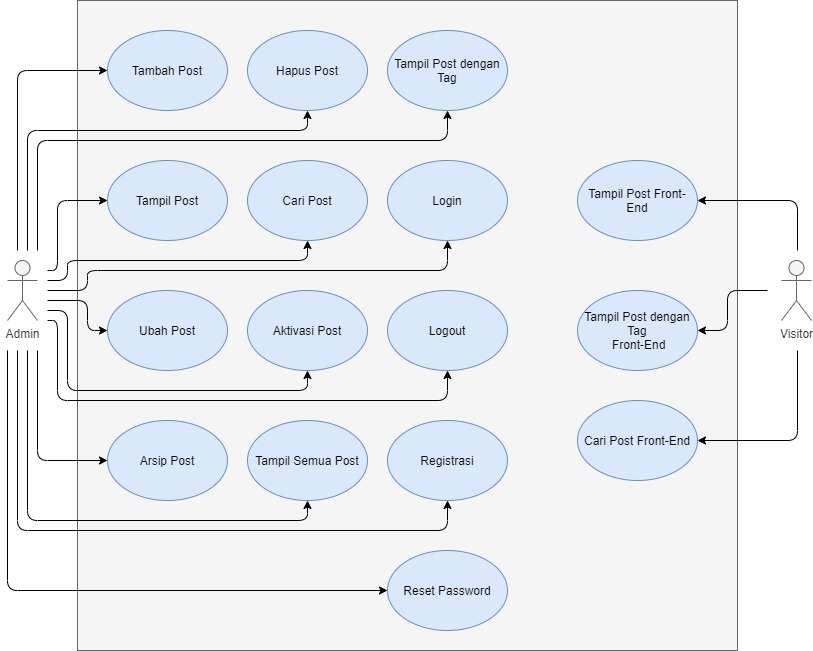 Tambah Post
Hapus Post
Tampil Post dengan
Tag
Tampil Post
Cari Post
Login
Tampil Post Front-
End
Admin
Ubah Post
Aktivasi Post
Logout
Tampil Post dengan
Tag
Front-End
Visitor
Arsip Post
Tampil Semua Post
Registrasi
Cari Post Front-End
Reset Password